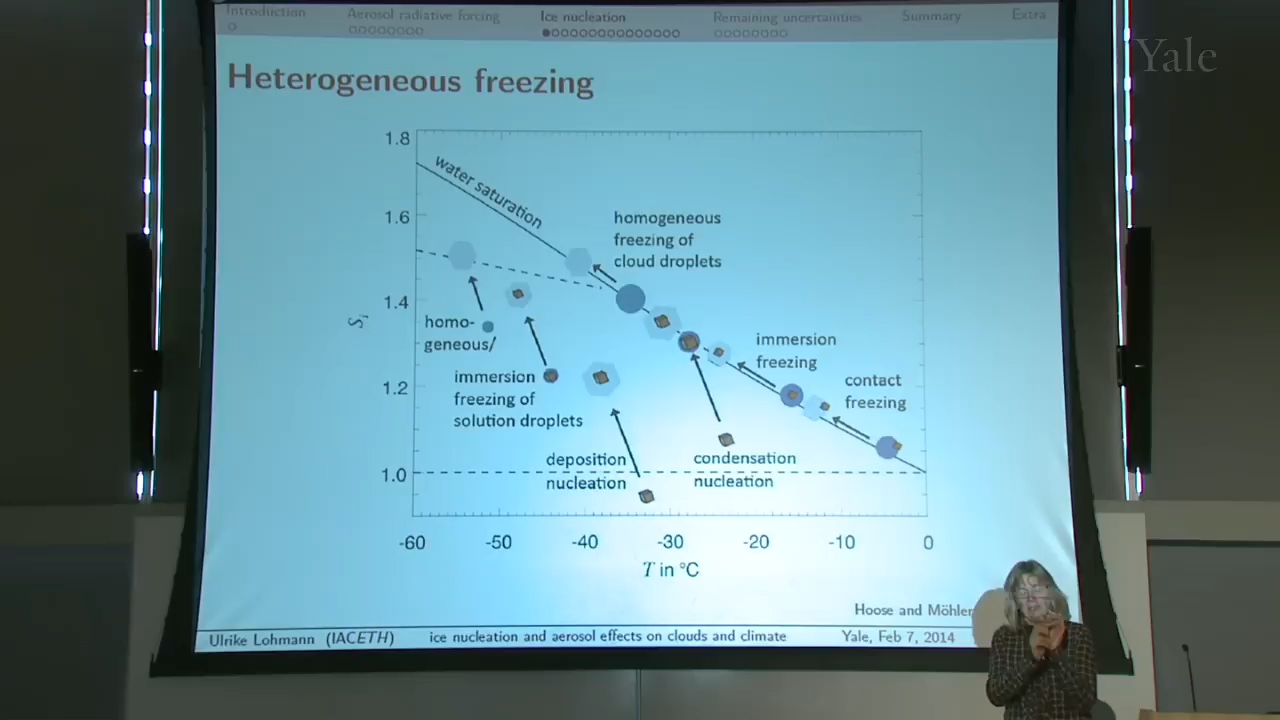 Introduction Aerosol radiative forcing Ice nucleation Remaining uncertainties Summary Extra
Yale
Heterogeneous freezing
1.8
water saturation
1.6
homogeneous
freezing of
cloud droplets
1.4
Si
homo-
geneous/
immersion
freezing
immersion
freezing of
solution droplets
1.2
contact
freezing
deposition
nucleation
condensation
nucleation
1.0
-60 -50 -40 -30 -20 -10 0
T in °C
Hoose and Möhler
Ulrike Lohmann (IACETH) ice nucleation and aerosol effects on clouds and climate Yale, Feb 7, 2014